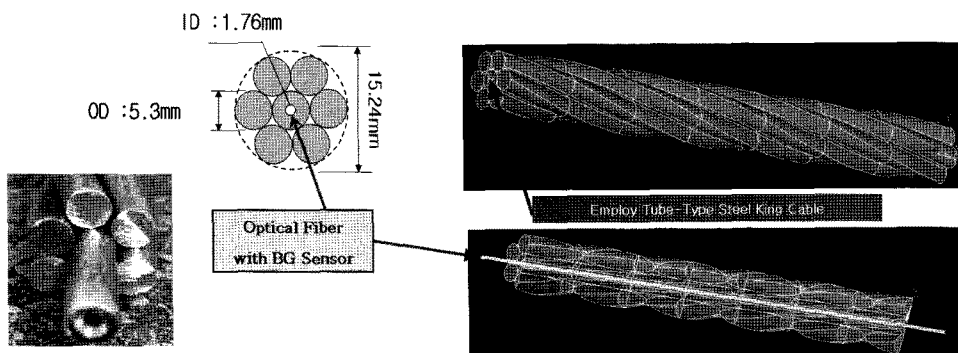 ID :1.76mm
OD :5.3mm
15.24mm
Employ Tube-Type Steel King Cable
Optical Fiber
with BG Sensor